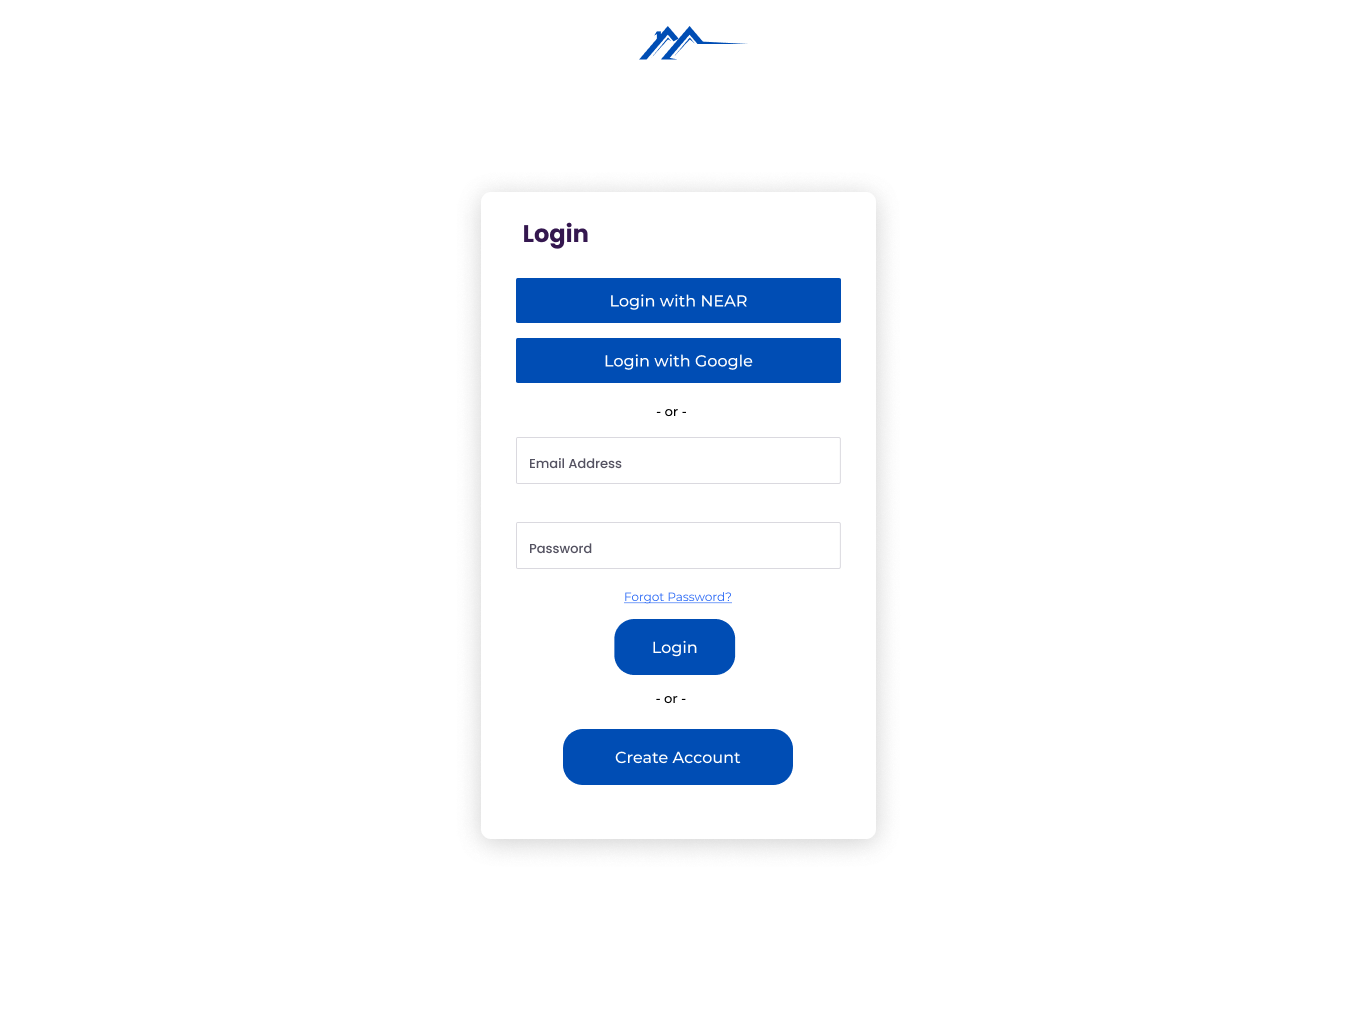 Login
Login with NEAR
Login with Google
- or -
Email Address
Password
Forgot Password?
Login
- or -
Create Account